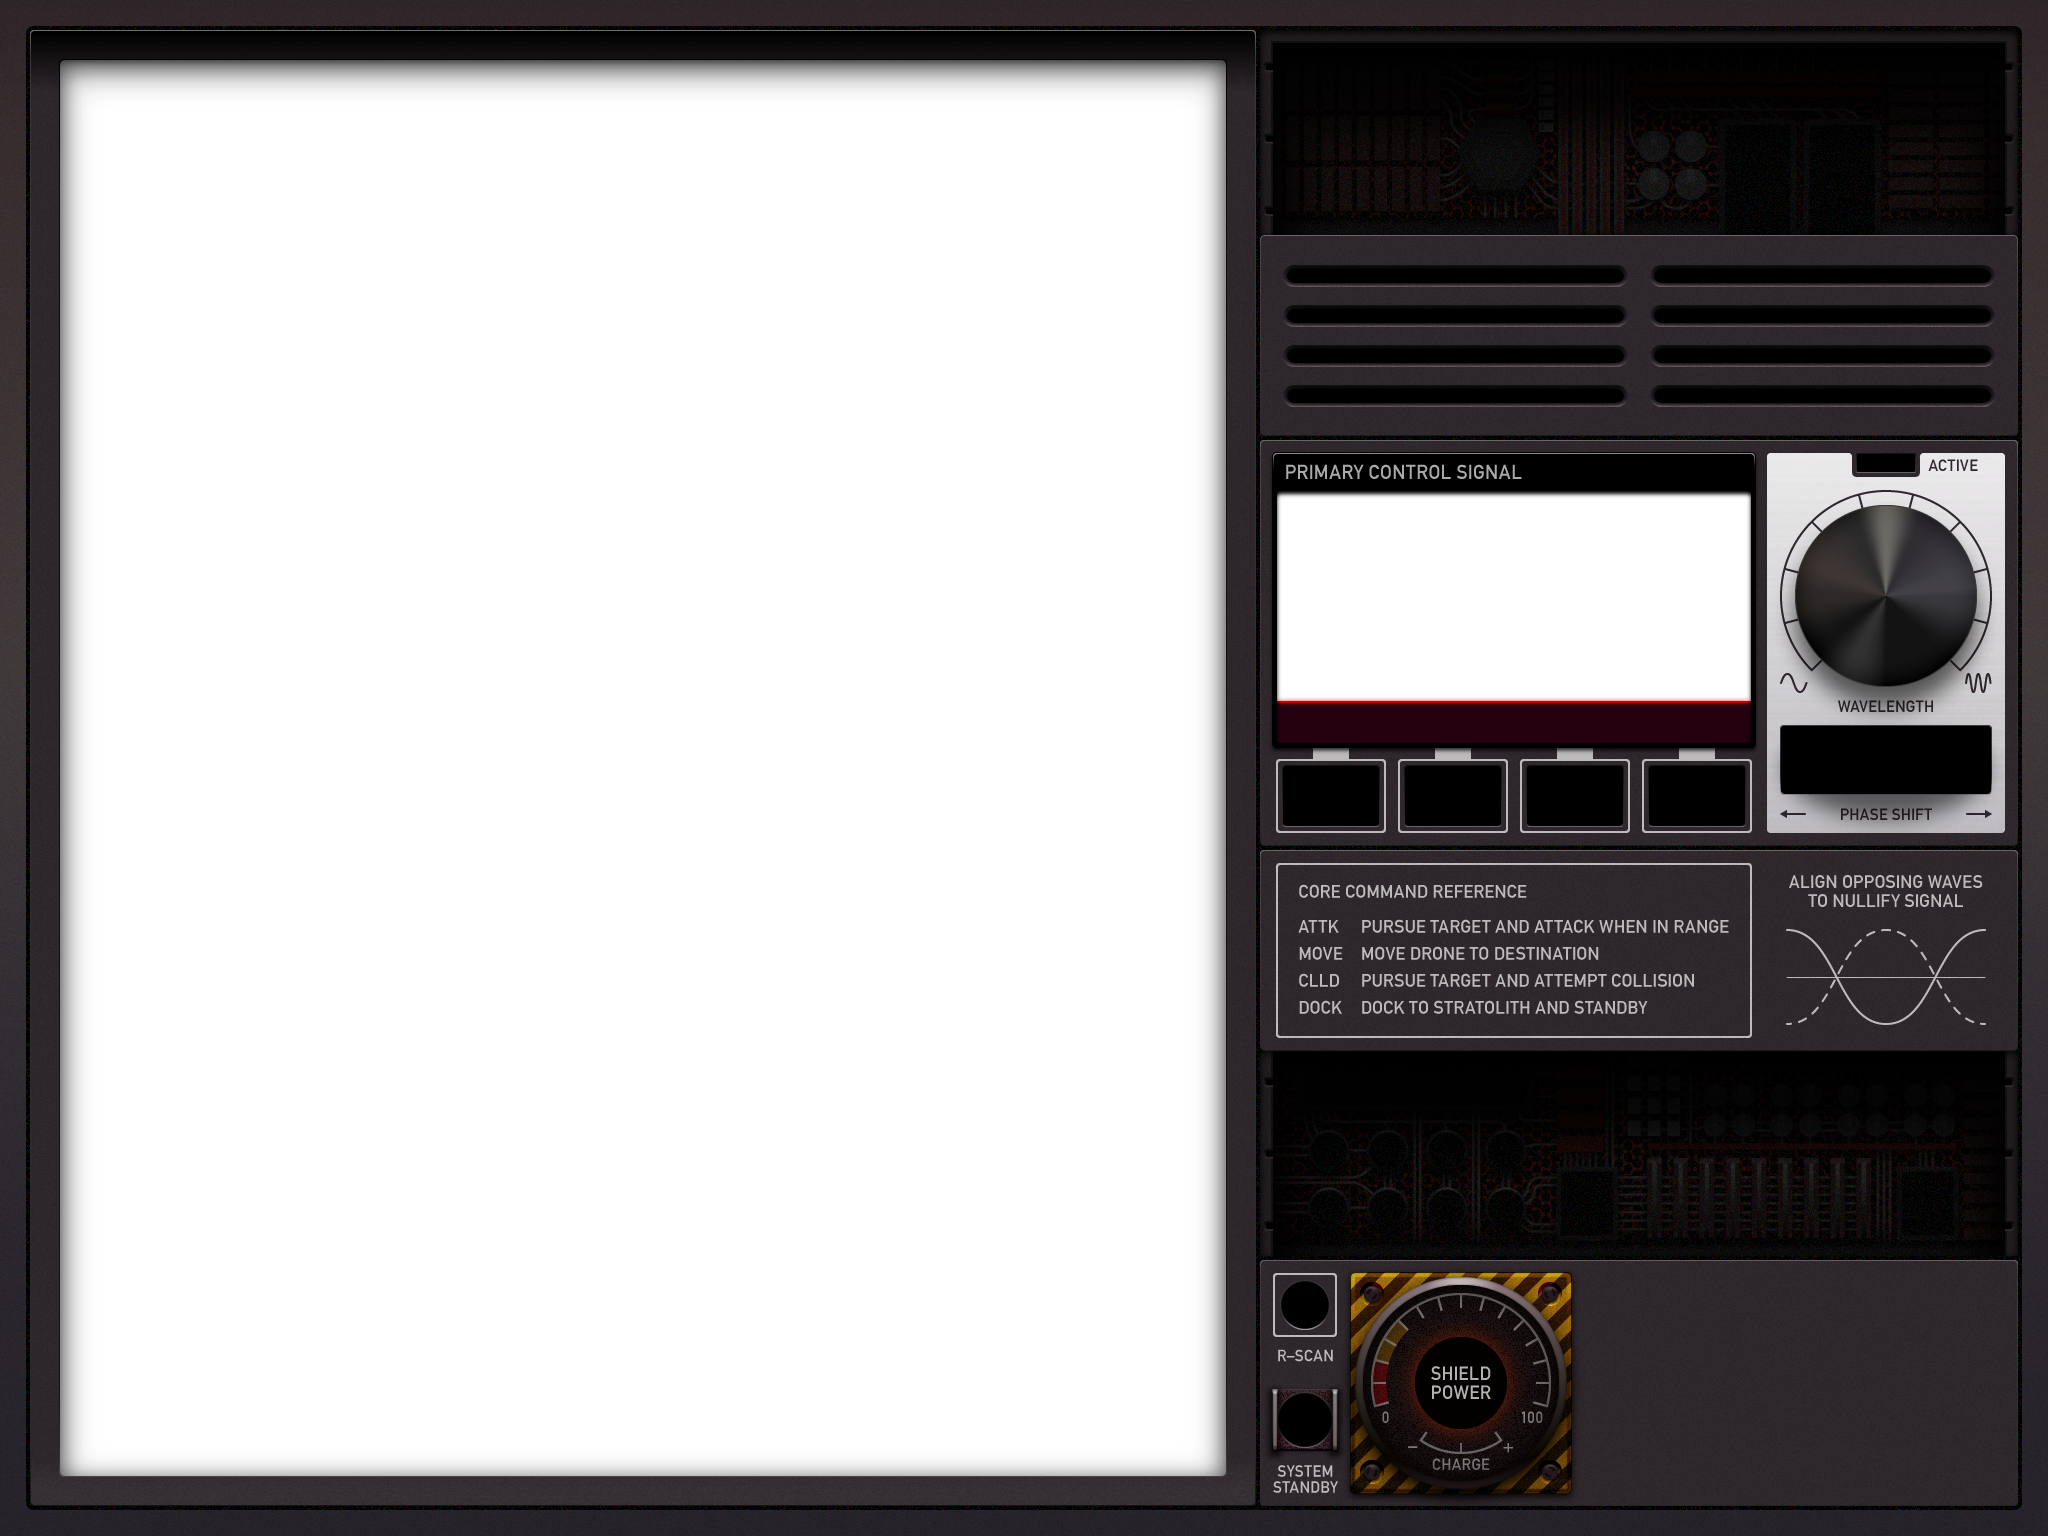 PRIMARY CONTROL SIGNAL
ACTIVE
WAVELENGTH
PHASE SHIFT
CORE COMMAND REFERENCE
ATTK PURSUE TARGET AND ATTACK WHEN IN RANGE
MOVE MOVE DRONE TO DESTINATION
CLLD PURSUE TARGET AND ATTEMPT COLLISION
DOCK DOCK TO STRATOLITH AND STANDBY
ALIGN OPPOSING WAVES
TO NULLIFY SIGNAL
R–SCAN
SYSTEM
STANDBY
SHIELD
POWER
0 100
− +
CHARGE